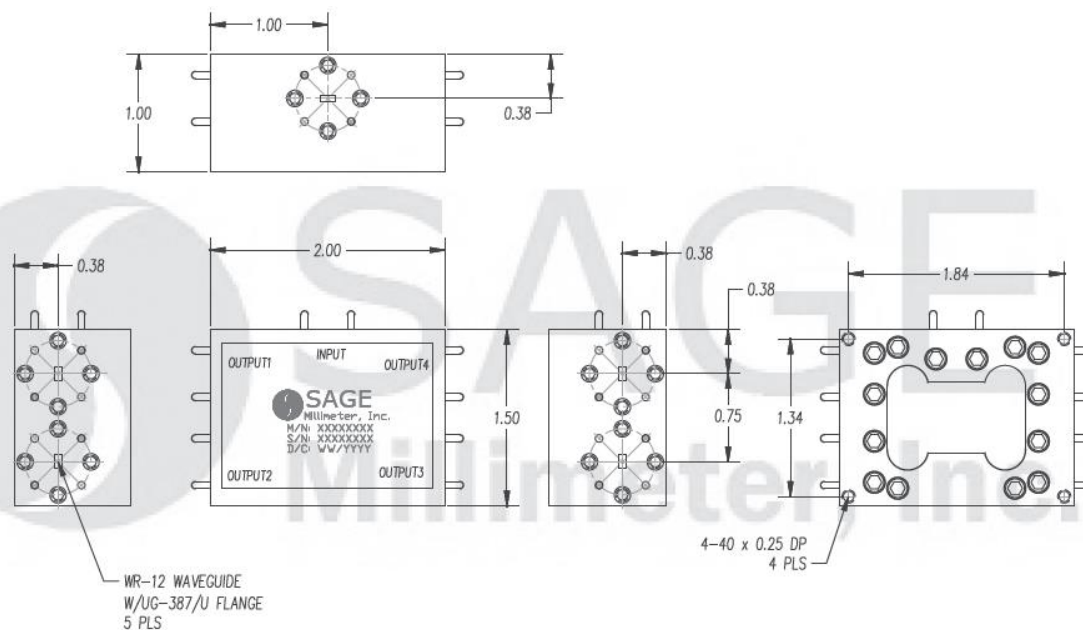 1.00
1.00
0.38
SAGE
Millimeter, Inc.
0.38
2.00
0.38
0.38
1.84
OUTPUT1
INPUT
OUTPUT4
SAGE
Millimeter, Inc.
M/N: XXXXXXXX
S/N: XXXXXXXX
D/C: WW/YYYY
OUTPUT2
OUTPUT3
1.50
0.75
1.34
4-40 x 0.25 DP
4 PLS
WR-12 WAVEGUIDE
W/UG-387/U FLANGE
5 PLS